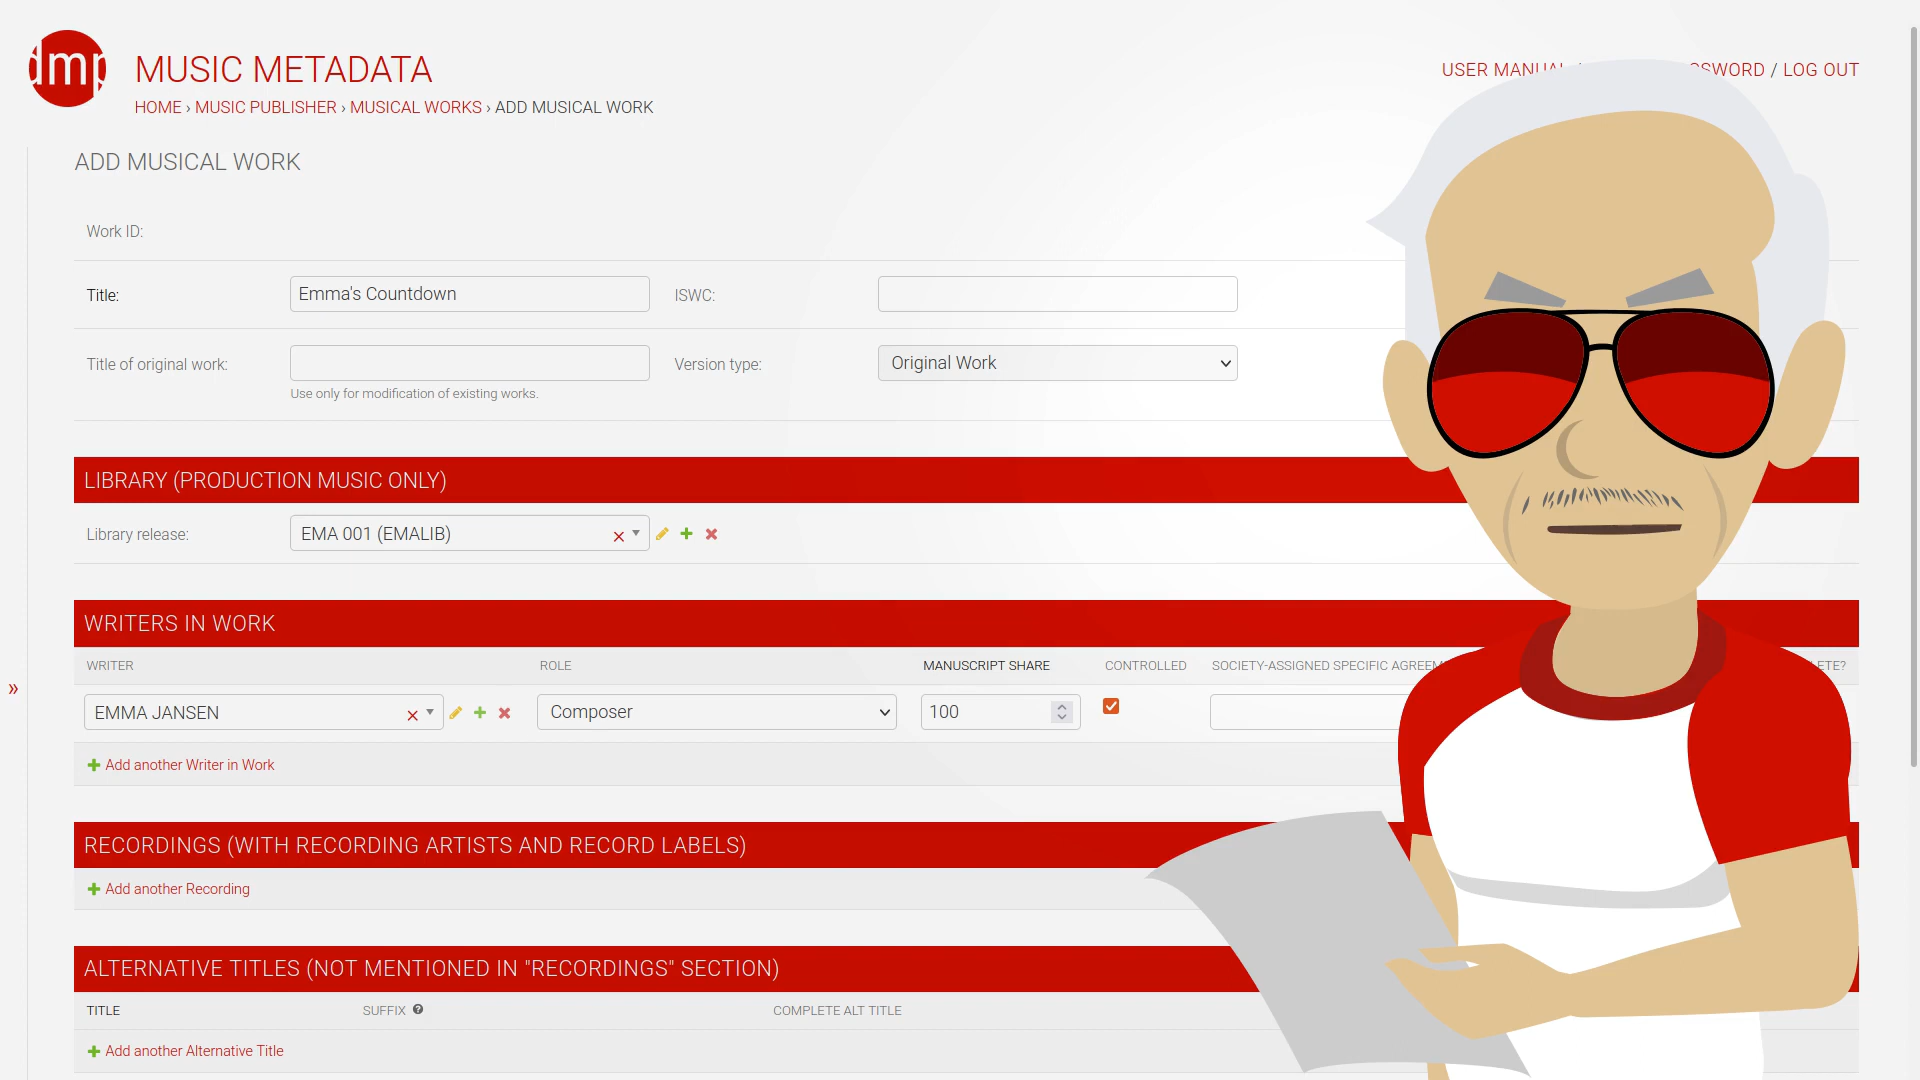 dmp
MUSIC METADATA
USER MANUAL / LOG OUT
HOME › MUSIC PUBLISHER › MUSICAL WORKS › ADD MUSICAL WORK
ADD MUSICAL WORK
Work ID:
Title: Emma's Countdown ISWC:
Title of original work: Version type: Original Work
Use only for modification of existing works.
LIBRARY (PRODUCTION MUSIC ONLY)
Library release: EMA 001 (EMALIB)
WRITERS IN WORK
WRITER ROLE MANUSCRIPT SHARE CONTROLLED SOCIETY-ASSIGNED SPECIFIC
»
EMMA JANSEN Composer 100
Add another Writer in Work
RECORDINGS (WITH RECORDING ARTISTS AND RECORD LABELS)
Add another Recording
ALTERNATIVE TITLES (NOT MENTIONED IN "RECORDINGS" SECTION)
TITLE SUFFIX ? COMPLETE ALT TITLE
Add another Alternative Title